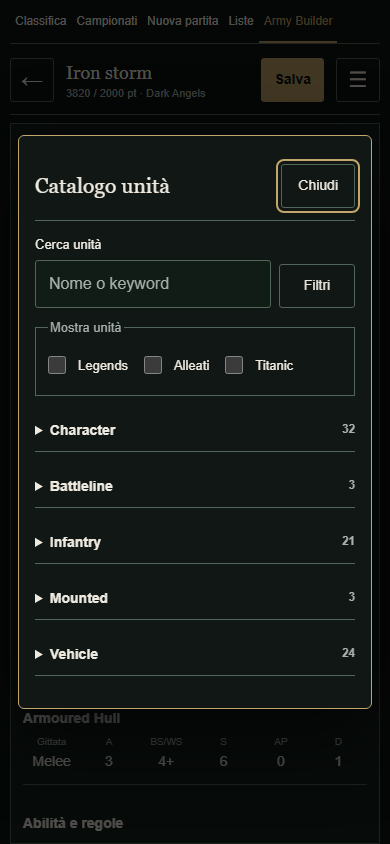 Classifica Campionati Nuova partita Liste Army Builder
← Iron storm Salva ☰
3820 / 2000 pt · Dark Angels
Catalogo unità Chiudi
Cerca unità
Nome o keyword Filtri
Mostra unità
Legends Alleati Titanic
▶ Character 32
▶ Battleline 3
▶ Infantry 21
▶ Mounted 3
▶ Vehicle 24
Armoured Hull
Gittata A BS/WS S AP D
Melee 3 4+ 6 0 1
Abilità e regole